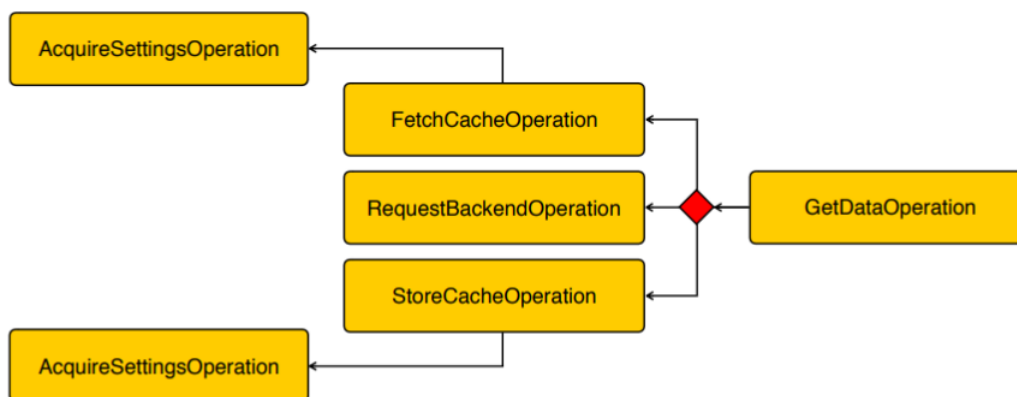 AcquireSettingsOperation
FetchCacheOperation
RequestBackendOperation
GetDataOperation
StoreCacheOperation
AcquireSettingsOperation